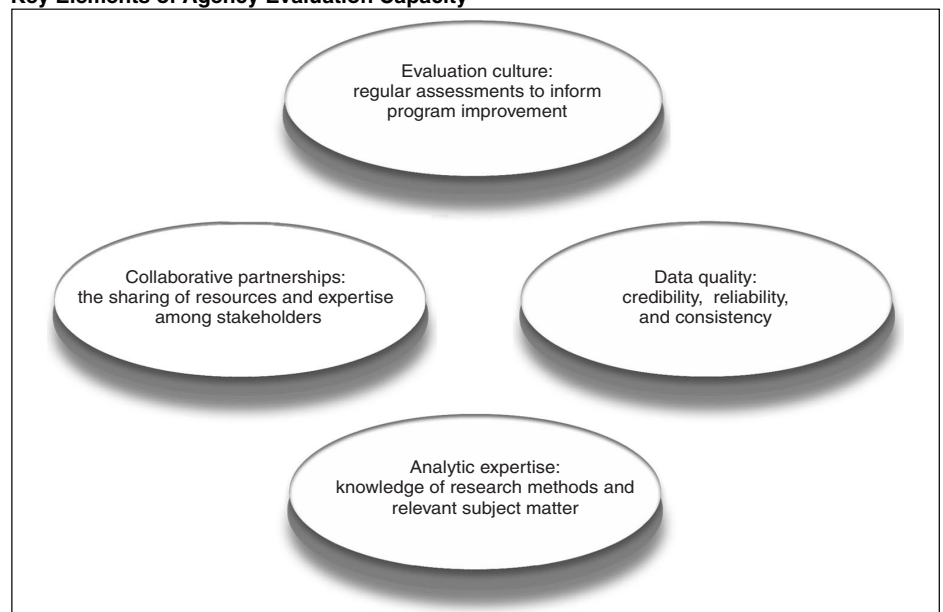 Key Elements of Agency Evaluation Capacity
Evaluation culture:
regular assessments to inform
program improvement
Collaborative partnerships:
the sharing of resources and expertise
among stakeholders
Data quality:
credibility, reliability,
and consistency
Analytic expertise:
knowledge of research methods and
relevant subject matter